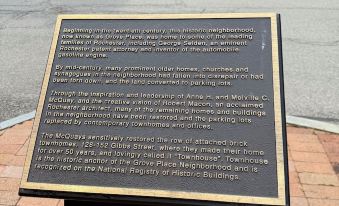 Beginning in the twentieth century, this historic neighborhood,
now known as Grove Place, was home to some of the leading
families of Rochester, including George Selden, an eminent
Rochester patent attorney and inventor of the automobile
gasoline engine.
By mid-century, many prominent older homes, churches and
synagogues in the neighborhood had fallen into disrepair or had
been torn down, and the land converted to parking lots.
Through the inspiration and leadership of Anne H. and Melville C.
McQuay, and the creative vision of Robert Macon, an acclaimed
Rochester architect, many of the remaining homes and buildings
in the neighborhood have been restored and the parking lots
replaced by contemporary townhomes and offices.
The McQuays sensitively restored the row of attached brick
townhomes, 128-152 Gibbs Street, where they made their home
for over 50 years, and lovingly called it "Townhouse". Townhouse
is the historic anchor of the Grove Place Neighborhood and is
recognized on the National Registry of Historic Buildings.